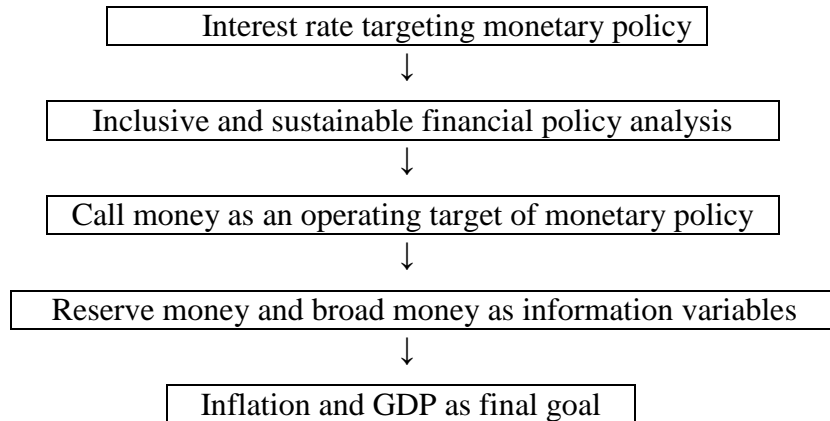 Interest rate targeting monetary policy
↓
Inclusive and sustainable financial policy analysis
↓
Call money as an operating target of monetary policy
↓
Reserve money and broad money as information variables
↓
Inflation and GDP as final goal